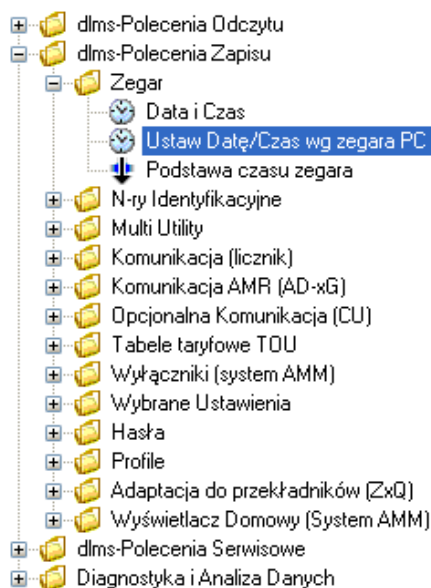 dlms-Polecenia Odczytu
dlms-Polecenia Zapisu
Zegar
Data i Czas
Ustaw Datę/Czas wg zegara PC
Podstawa czasu zegara
N-ry Identyfikacyjne
Multi Utility
Komunikacja (licznik)
Komunikacja AMR (AD-xG)
Opcjonalna Komunikacja (CU)
Tabele taryfowe TOU
Wyłączniki (system AMM)
Wybrane Ustawienia
Hasła
Profile
Adaptacja do przekładników (ZxQ)
Wyświetlacz Domowy (System AMM)
dlms-Polecenia Serwisowe
Diagnostyka i Analiza Danych